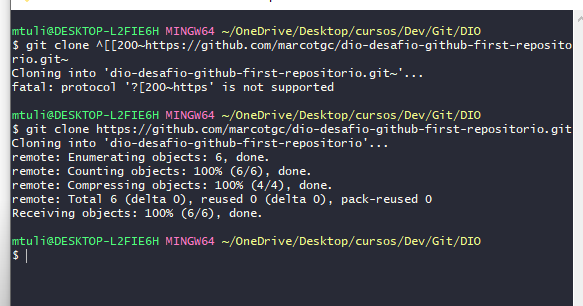 mtuli@DESKTOP-L2FIE6H MINGW64 ~/OneDrive/Desktop/cursos/Dev/Git/DIO
$ git clone ^[[200~https://github.com/marcotgc/dio-desafio-github-first-reposito
rio.git~
Cloning into 'dio-desafio-github-first-repositorio.git~'...
fatal: protocol '?[200~https' is not supported
mtuli@DESKTOP-L2FIE6H MINGW64 ~/OneDrive/Desktop/cursos/Dev/Git/DIO
$ git clone https://github.com/marcotgc/dio-desafio-github-first-repositorio.git
Cloning into 'dio-desafio-github-first-repositorio'...
remote: Enumerating objects: 6, done.
remote: Counting objects: 100% (6/6), done.
remote: Compressing objects: 100% (4/4), done.
remote: Total 6 (delta 0), reused 0 (delta 0), pack-reused 0
Receiving objects: 100% (6/6), done.
mtuli@DESKTOP-L2FIE6H MINGW64 ~/OneDrive/Desktop/cursos/Dev/Git/DIO
$